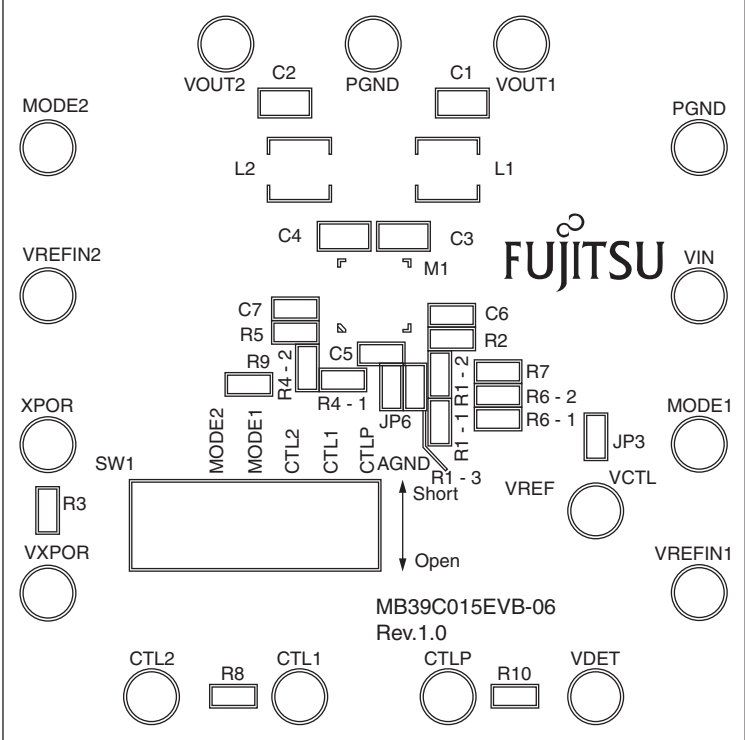 VOUT2
PGND
VOUT1
C2
C1
MODE2
PGND
L2
L1
C4
C3
FUJITSU
VREFIN2
M1
VIN
C7
C6
R5
R2
C5
R9
R4 - 2
R4 - 1
JP6
R1 - 2
R1 - 1
R7
R6 - 2
R6 - 1
R1 - 3
XPOR
MODE1
JP3
SW1
MODE2
MODE1
CTL2
CTL1
CTLP
AGND
Short
Open
R3
VREF
VCTL
VXPOR
VREFIN1
MB39C015EVB-06
Rev.1.0
CTL2
R8
CTL1
CTLP
R10
VDET